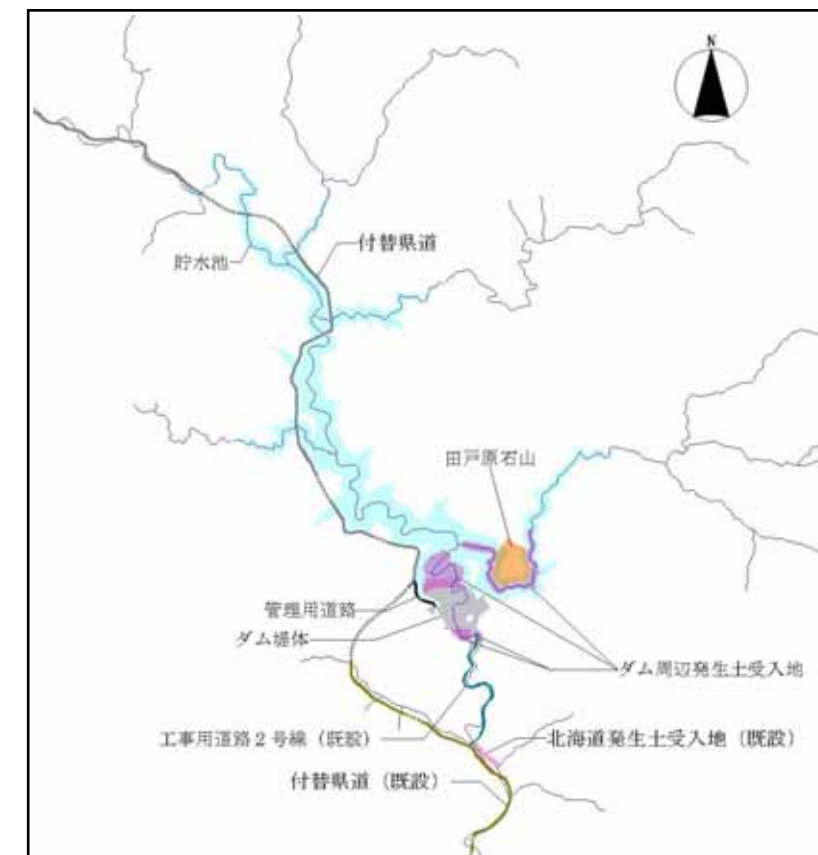 N
付替県道
貯水池
田戸原石山
管理用道路
ダム堤体
ダム周辺発生土受入地
工事用道路2号線(既設)
北海道発生土受入地(既設)
付替県道(既設)